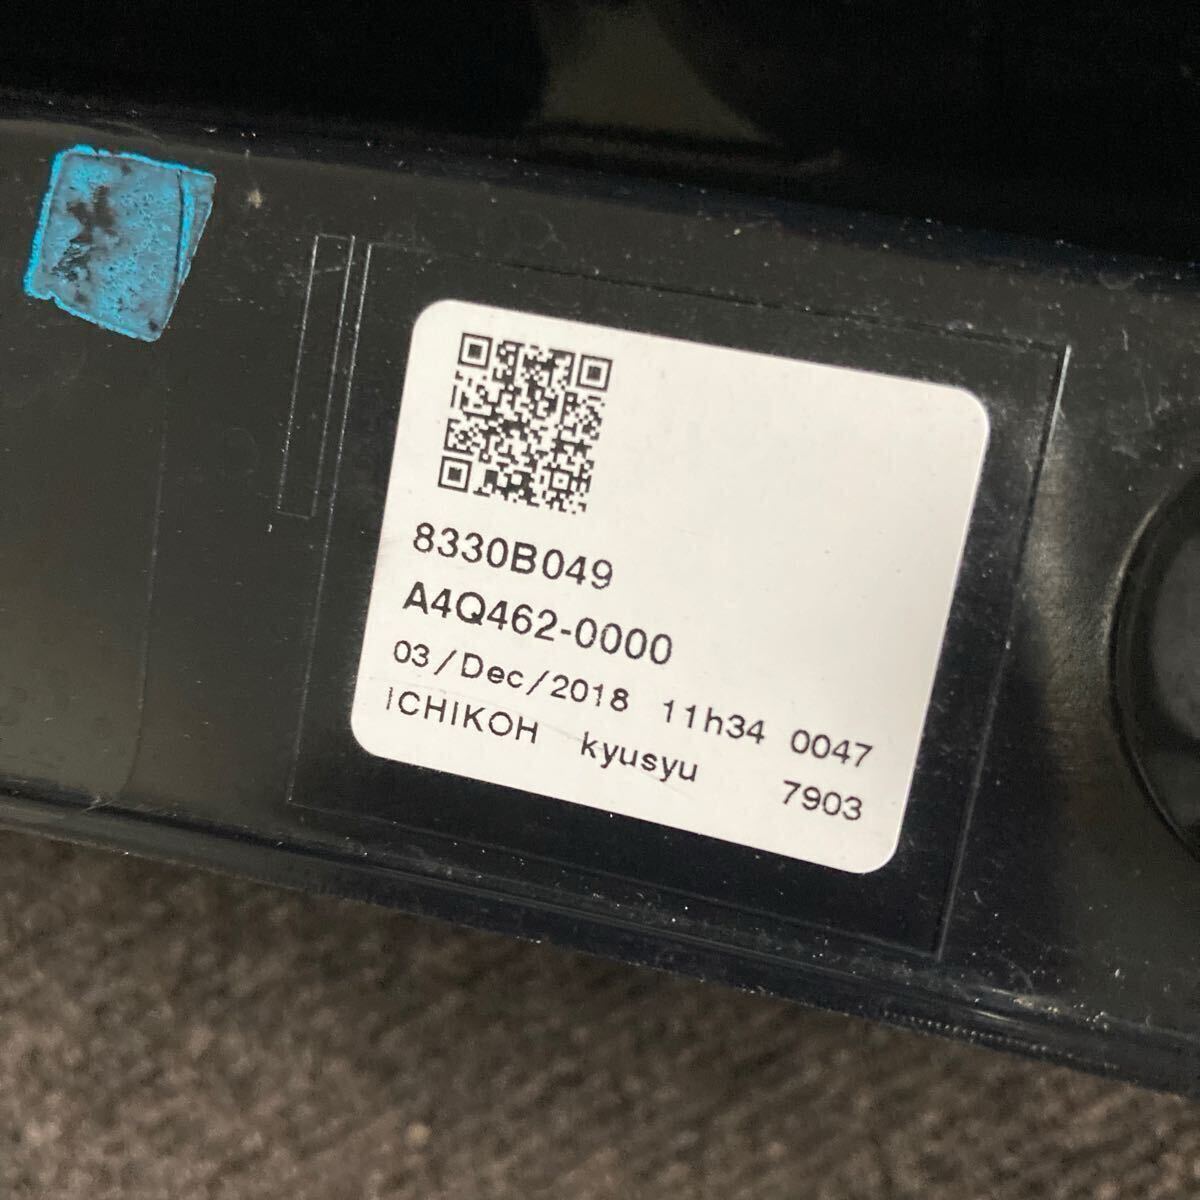 8330B049
A4Q462-0000
03/Dec/2018 11h34 0047
ICHIKOH kyusyu 7903